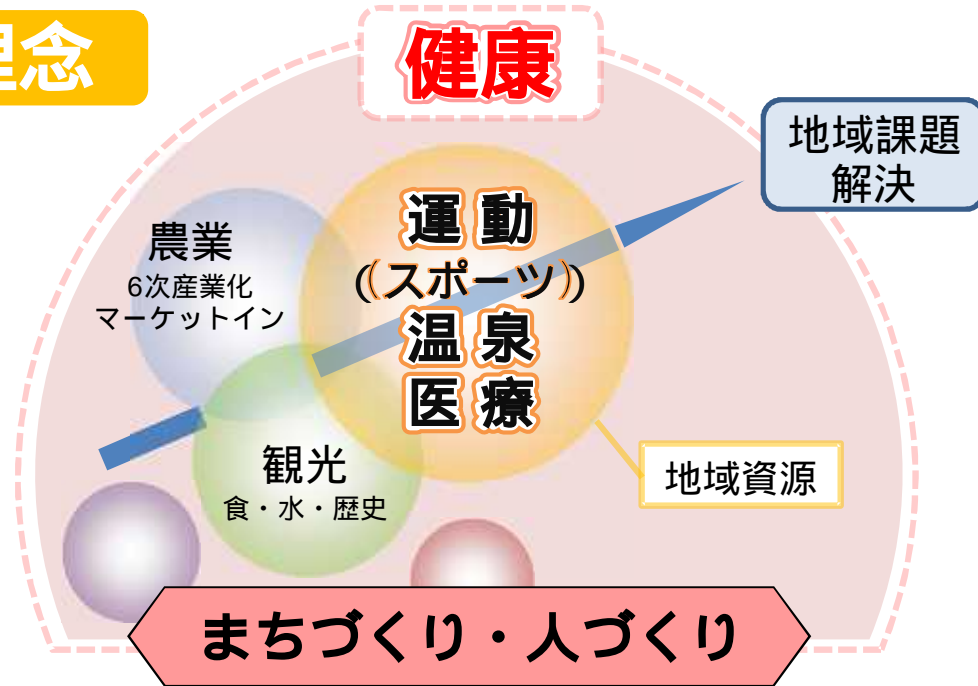 理念
健康
地域課題
解決
運動
(スポーツ)
温泉
医療
農業
6次産業化
マーケットイン
観光
食・水・歴史
地域資源
まちづくり・人づくり